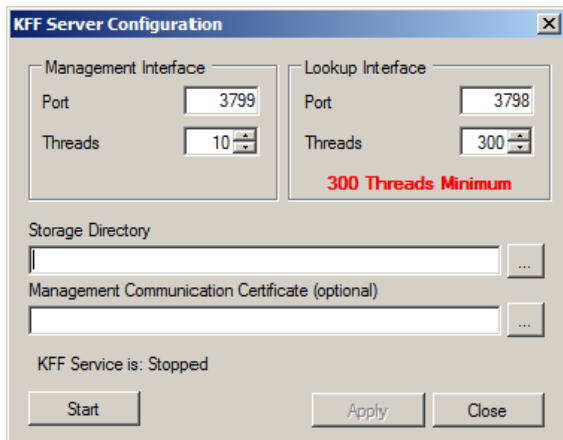 KFF Server Configuration
Management Interface
Port 3799
Threads 10
Lookup Interface
Port 3798
Threads 300
300 Threads Minimum
Storage Directory
...
Management Communication Certificate (optional)
...
KFF Service is: Stopped
Start Apply Close